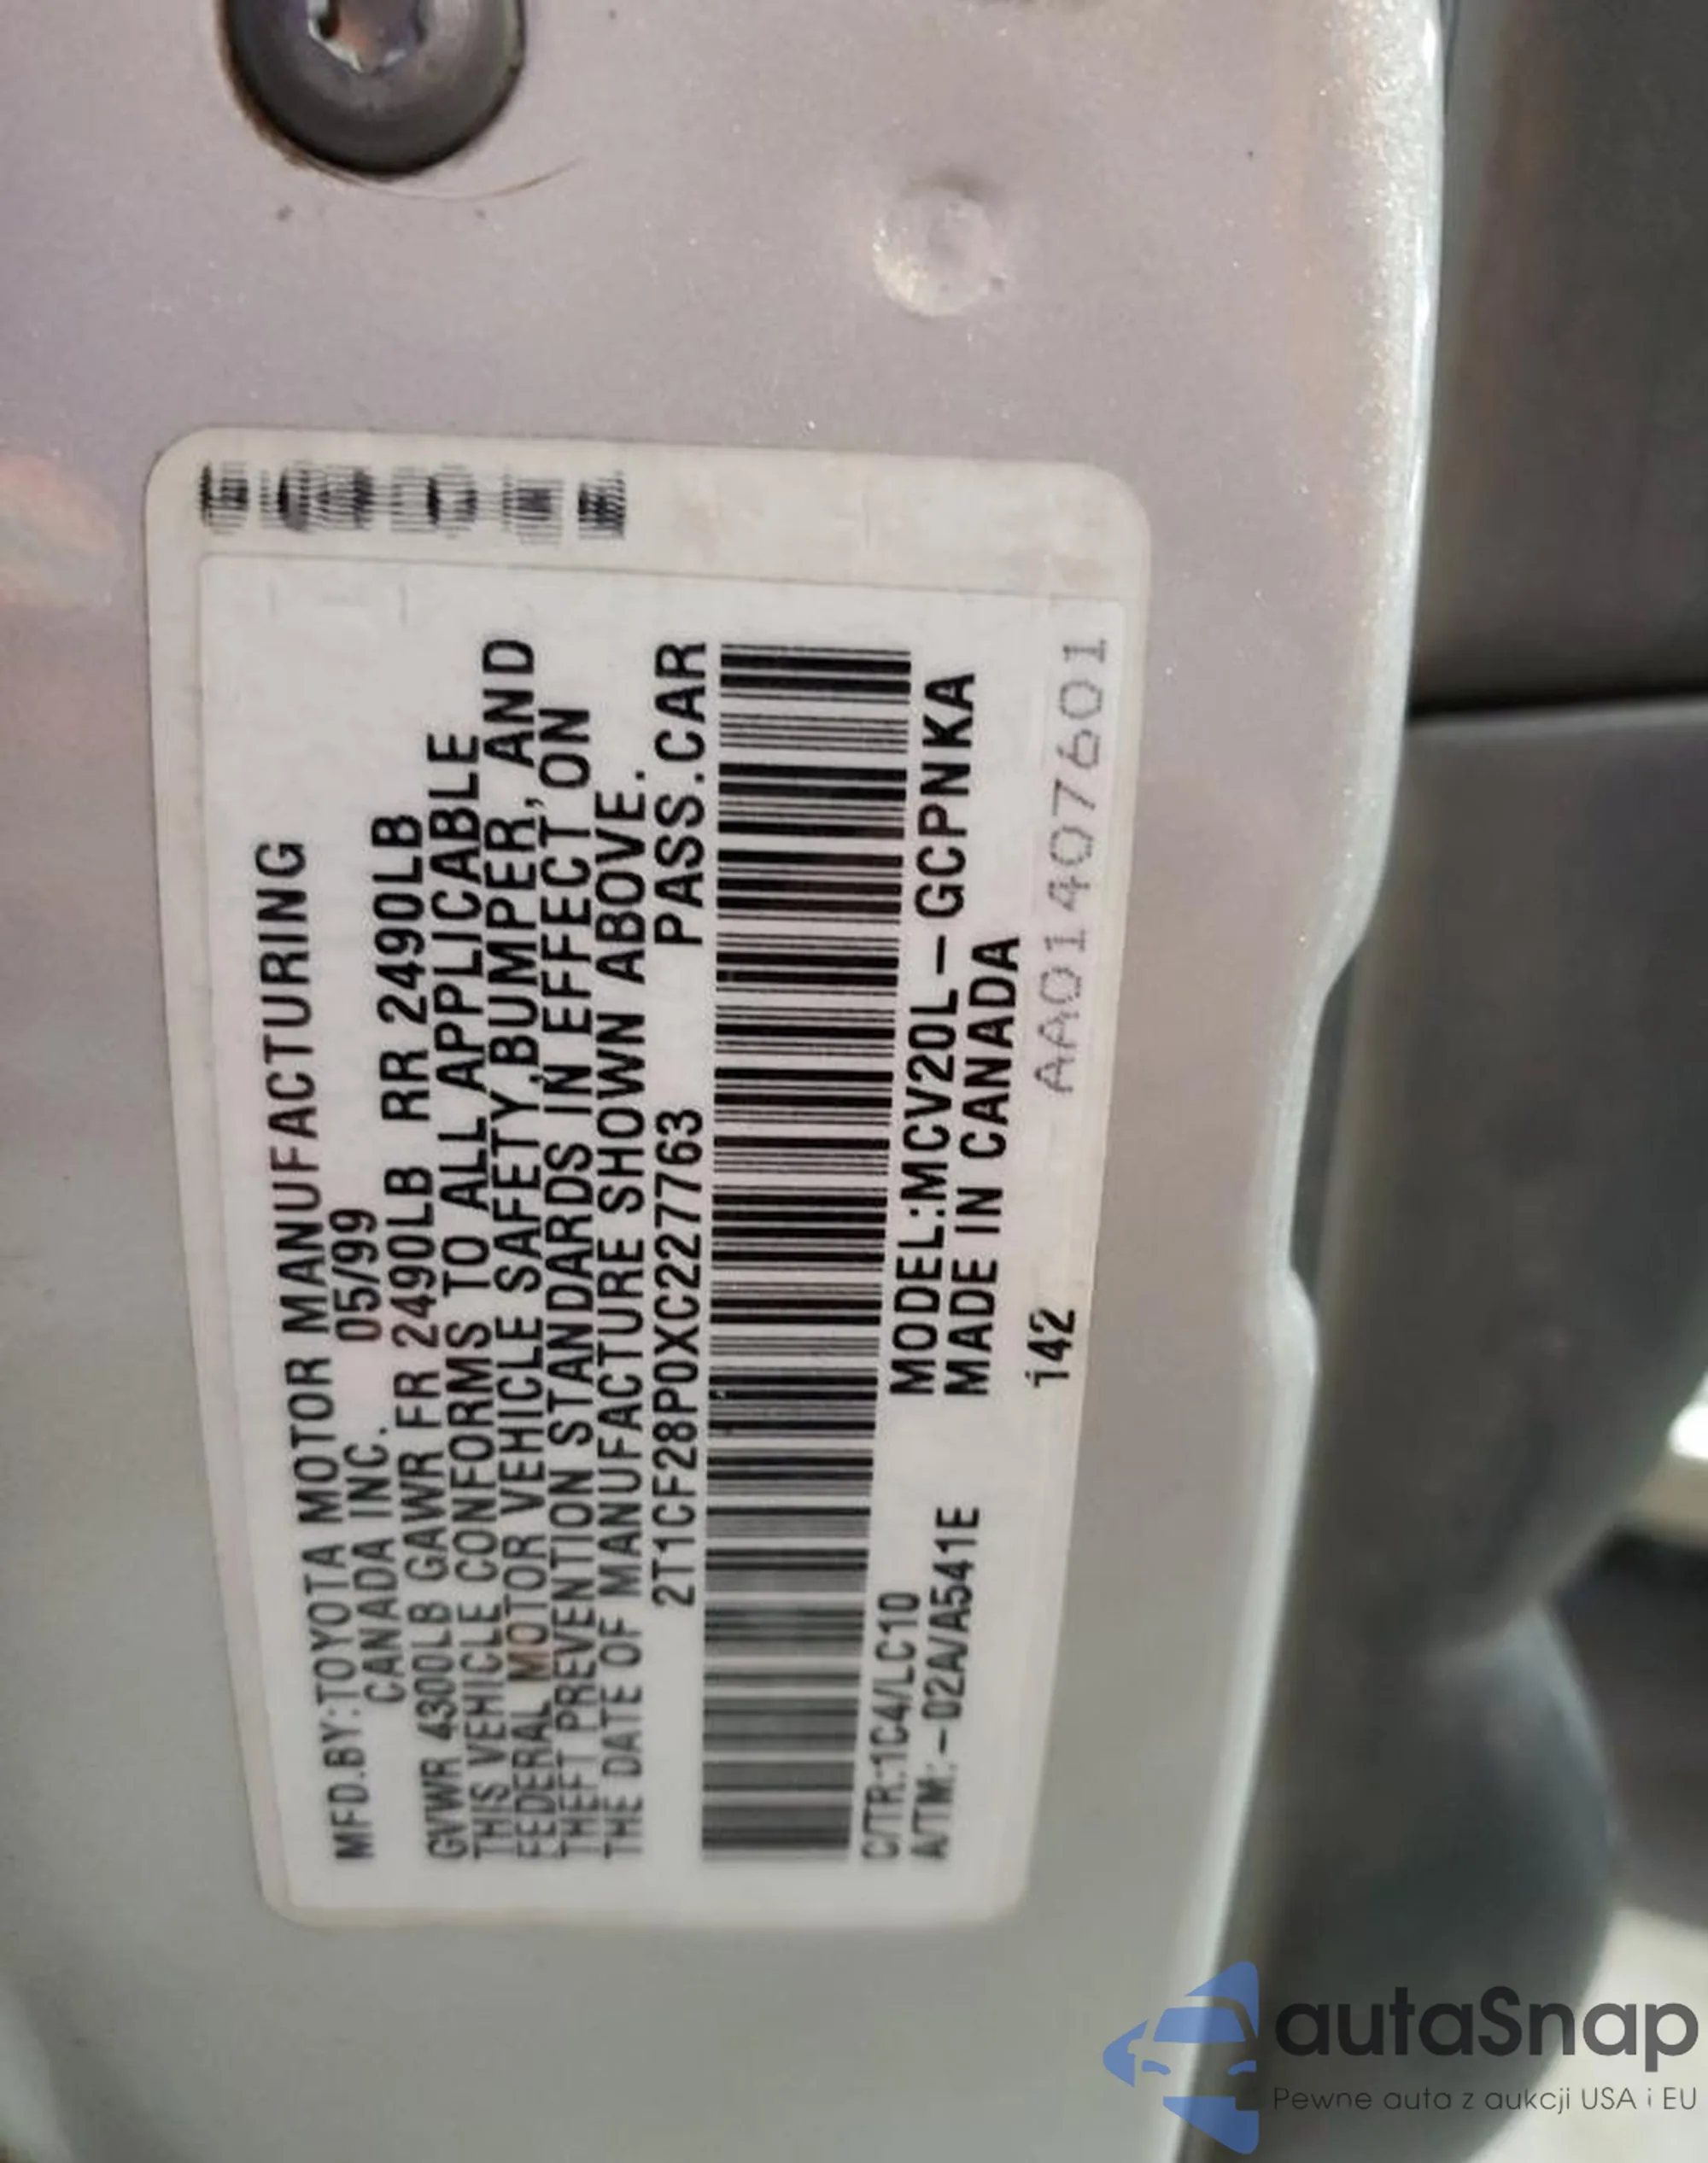 MFD.BY:TOYOTA MOTOR MANUFACTURING
CANADA INC. 05/99
GVWR 4300LB GAWR FR 2490LB RR 2490LB
THIS VEHICLE CONFORMS TO ALL APPLICABLE
FEDERAL MOTOR VEHICLE SAFETY,BUMPER, AND
THEFT PREVENTION STANDARDS IN EFFECT ON
THE DATE OF MANUFACTURE SHOWN ABOVE.
2T1CF28P0XC227763 PASS.CAR
C/TR:1C4/LC10 MODEL:MCV20L-GCPNKA
A/TM:-02A/A541E MADE IN CANADA
i42 AA01407601
autaSnap
Pewne auta z aukcji USA i EU